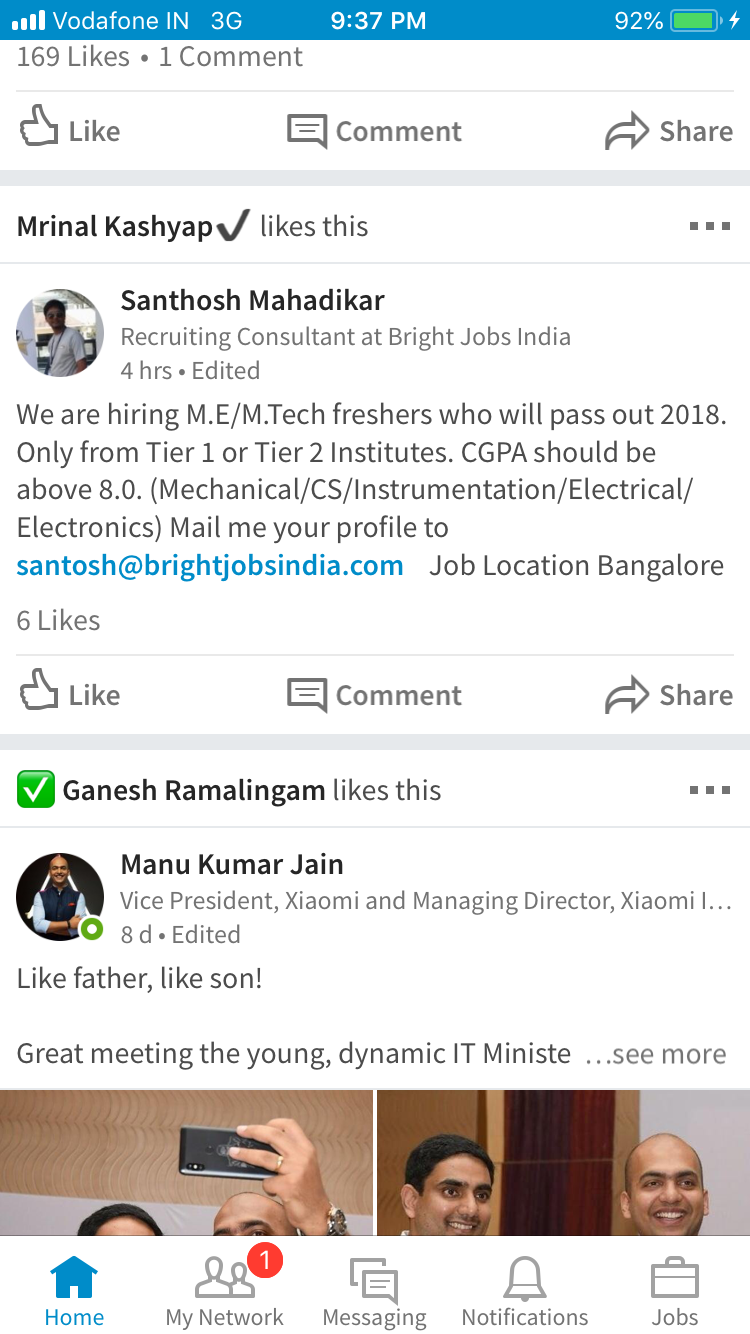 Vodafone IN 3G 9:37 PM 92%
169 Likes • 1 Comment
Like Comment Share
Mrinal Kashyap✔ likes this
Santhosh Mahadikar
Recruiting Consultant at Bright Jobs India
4 hrs • Edited
We are hiring M.E/M.Tech freshers who will pass out 2018.
Only from Tier 1 or Tier 2 Institutes. CGPA should be
above 8.0. (Mechanical/CS/Instrumentation/Electrical/
Electronics) Mail me your profile to
santosh@brightjobsindia.com Job Location Bangalore
6 Likes
Like Comment Share
✅ Ganesh Ramalingam likes this
Manu Kumar Jain
Vice President, Xiaomi and Managing Director, Xiaomi I...
8 d • Edited
Like father, like son!
Great meeting the young, dynamic IT Ministe ...see more
1
Home My Network Messaging Notifications Jobs